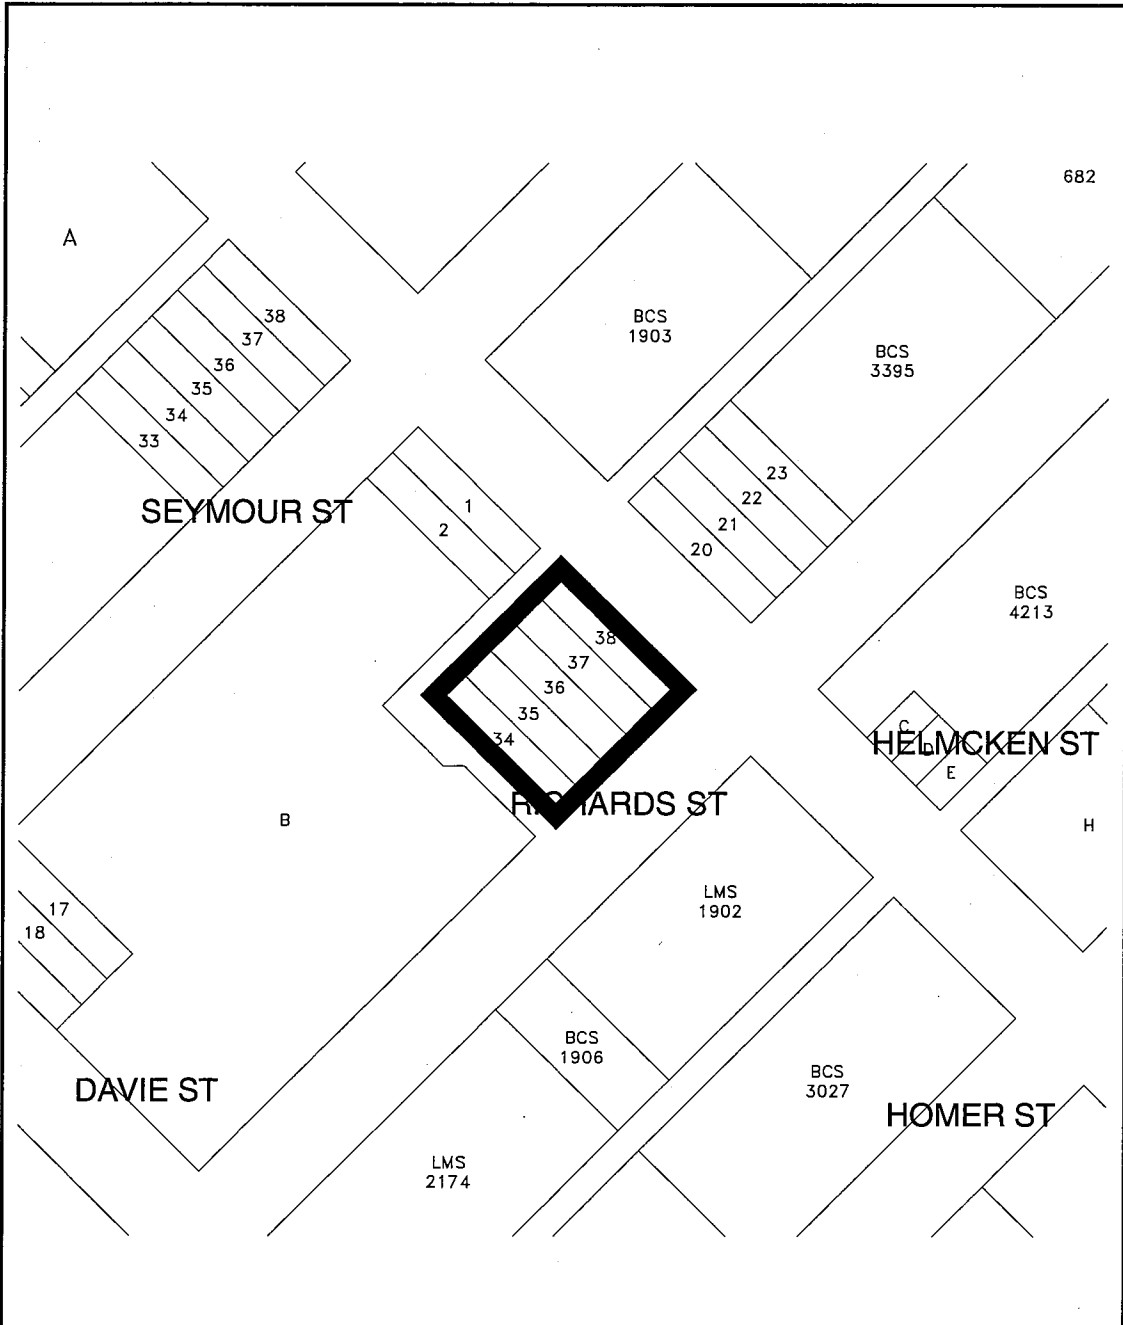 682
A
38
BCS
1903
37
BCS
3395
36
35
34
33
23
22
1
SEYMOUR ST
21
2
20
BCS
4213
38
37
36
35
C
34
HELMCKEN ST
D
E
RICHARDS ST
B
H
LMS
1902
17
18
BCS
1906
BCS
3027
DAVIE ST
HOMER ST
LMS
2174